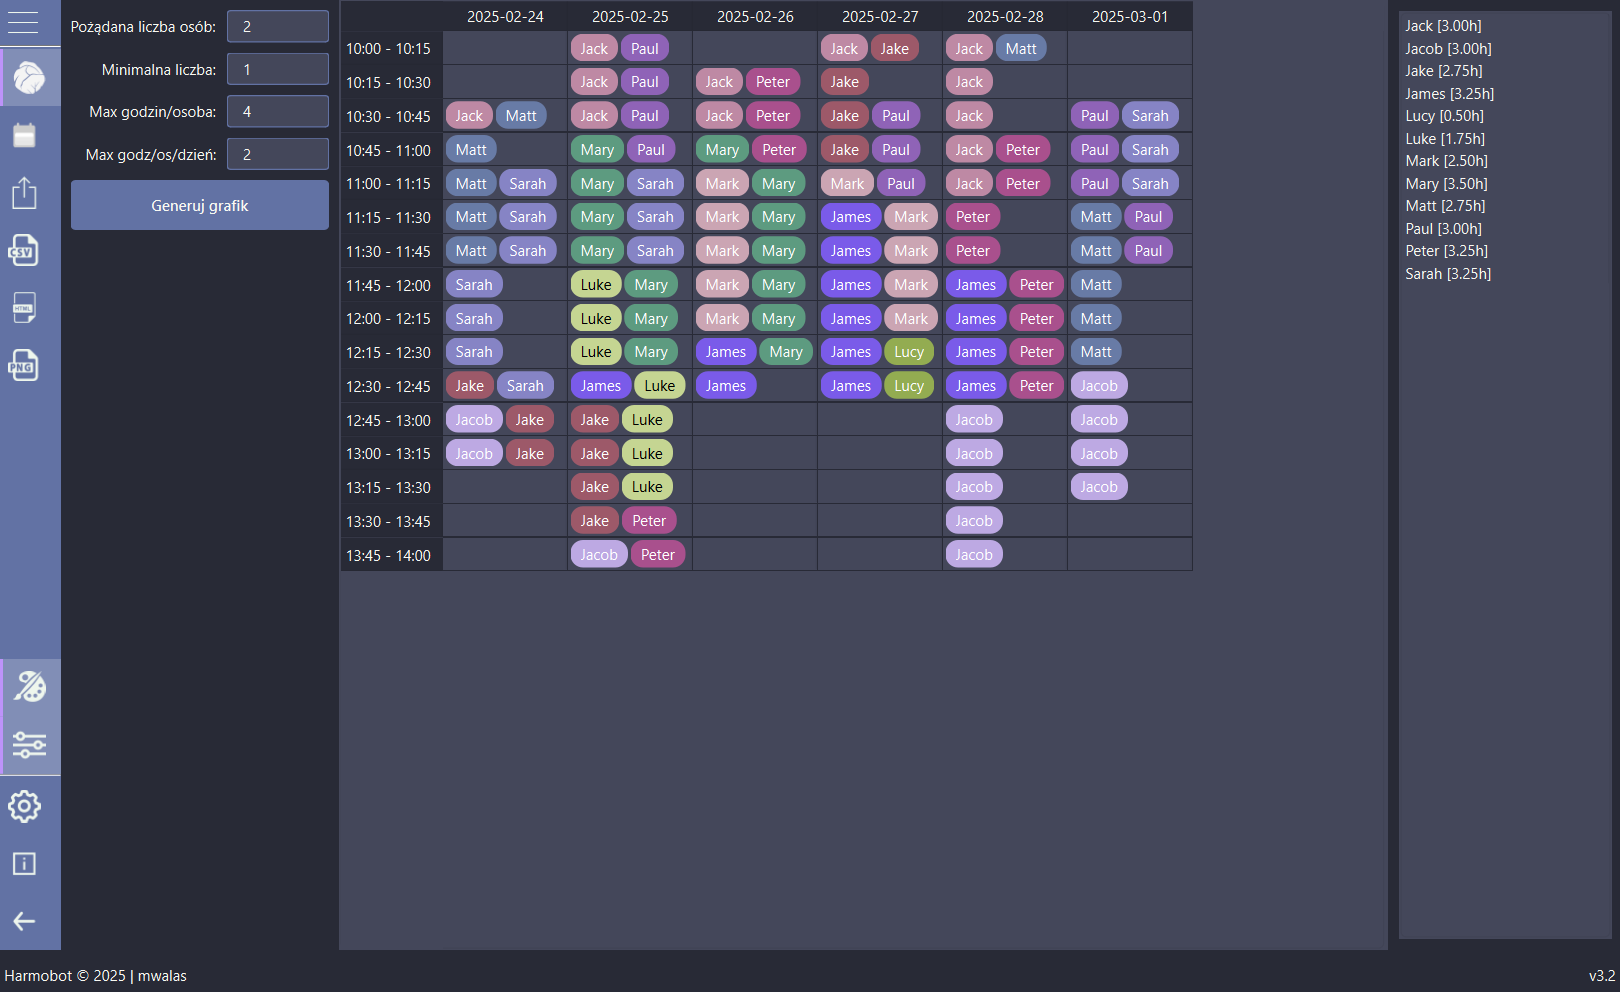 Pożądana liczba osób: 2
Minimalna liczba: 1
Max godzin/osoba: 4
Max godz/os/dzień: 2
Generuj grafik
CSV
HTML
PNG
2025-02-24 2025-02-25 2025-02-26 2025-02-27 2025-02-28 2025-03-01
10:00 - 10:15 Jack Paul Jack Jake Jack Matt
10:15 - 10:30 Jack Paul Jack Peter Jake Jack
10:30 - 10:45 Jack Matt Jack Paul Jack Peter Jake Paul Jack Paul Sarah
10:45 - 11:00 Matt Mary Paul Mary Peter Jake Paul Jack Peter Paul Sarah
11:00 - 11:15 Matt Sarah Mary Sarah Mark Mary Mark Paul Jack Peter Paul Sarah
11:15 - 11:30 Matt Sarah Mary Sarah Mark Mary James Mark Peter Matt Paul
11:30 - 11:45 Matt Sarah Mary Sarah Mark Mary James Mark Peter Matt Paul
11:45 - 12:00 Sarah Luke Mary Mark Mary James Mark James Peter Matt
12:00 - 12:15 Sarah Luke Mary Mark Mary James Mark James Peter Matt
12:15 - 12:30 Sarah Luke Mary James Mary James Lucy James Peter Matt
12:30 - 12:45 Jake Sarah James Luke James James Lucy James Peter Jacob
12:45 - 13:00 Jacob Jake Jake Luke Jacob Jacob
13:00 - 13:15 Jacob Jake Jake Luke Jacob Jacob
13:15 - 13:30 Jake Luke Jacob Jacob
13:30 - 13:45 Jake Peter Jacob
13:45 - 14:00 Jacob Peter Jacob
Jack [3.00h]
Jacob [3.00h]
Jake [2.75h]
James [3.25h]
Lucy [0.50h]
Luke [1.75h]
Mark [2.50h]
Mary [3.50h]
Matt [2.75h]
Paul [3.00h]
Peter [3.25h]
Sarah [3.25h]
Harmobot © 2025 | mwalas
v3.2